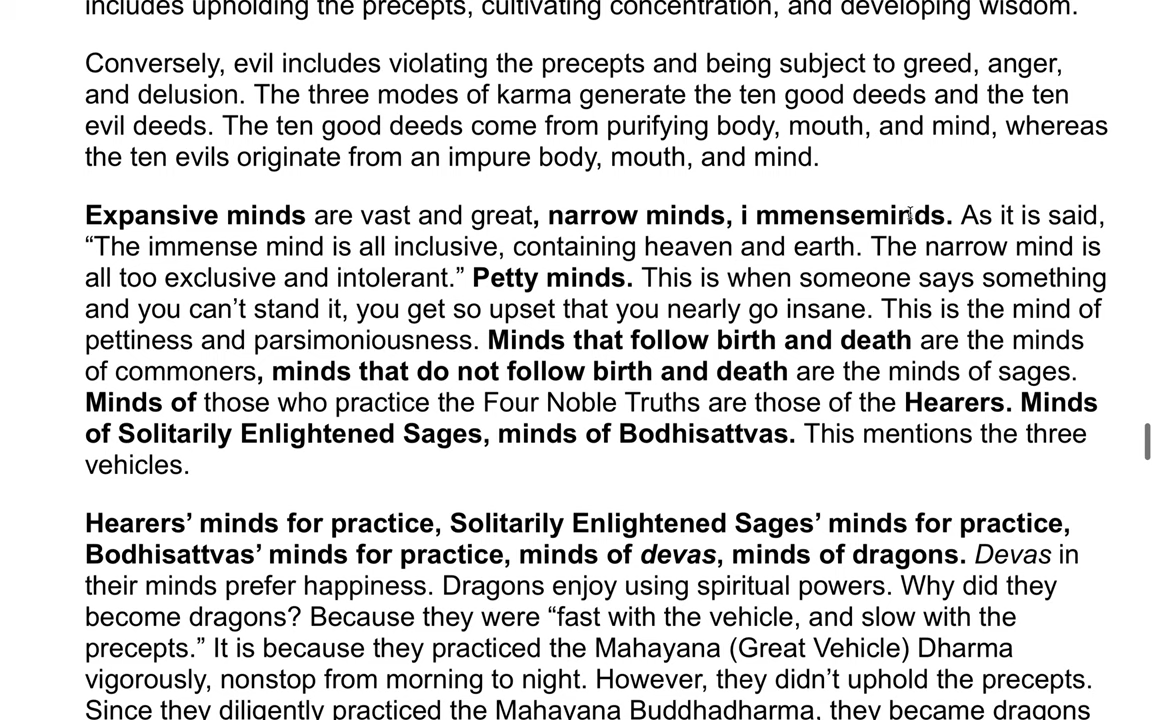 includes upholding the precepts, cultivating concentration, and developing wisdom.
Conversely, evil includes violating the precepts and being subject to greed, anger,
and delusion. The three modes of karma generate the ten good deeds and the ten
evil deeds. The ten good deeds come from purifying body, mouth, and mind, whereas
the ten evils originate from an impure body, mouth, and mind.
Expansive minds are vast and great, narrow minds, i mmenseminds. As it is said,
“The immense mind is all inclusive, containing heaven and earth. The narrow mind is
all too exclusive and intolerant.” Petty minds. This is when someone says something
and you can’t stand it, you get so upset that you nearly go insane. This is the mind of
pettiness and parsimoniousness. Minds that follow birth and death are the minds
of commoners, minds that do not follow birth and death are the minds of sages.
Minds of those who practice the Four Noble Truths are those of the Hearers. Minds
of Solitarily Enlightened Sages, minds of Bodhisattvas. This mentions the three
vehicles.
Hearers’ minds for practice, Solitarily Enlightened Sages’ minds for practice,
Bodhisattvas’ minds for practice, minds of devas, minds of dragons. Devas in
their minds prefer happiness. Dragons enjoy using spiritual powers. Why did they
become dragons? Because they were “fast with the vehicle, and slow with the
precepts.” It is because they practiced the Mahayana (Great Vehicle) Dharma
vigorously, nonstop from morning to night. However, they didn’t uphold the precepts.
Since they diligently practiced the Mahayana Buddhadharma, they became dragons